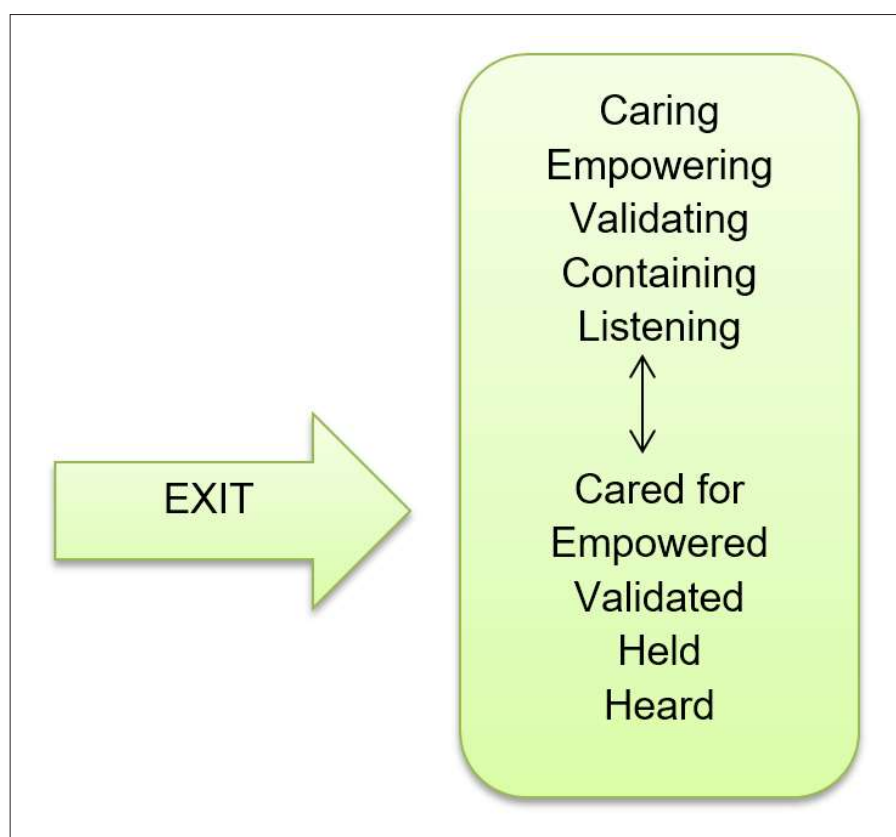 EXIT
Caring
Empowering
Validating
Containing
Listening
Cared for
Empowered
Validated
Held
Heard